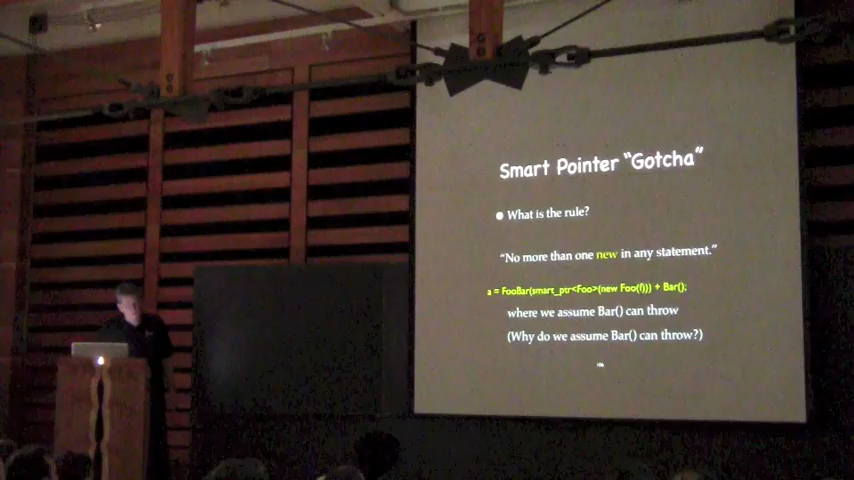 Smart Pointer “Gotcha”
What is the rule?
“No more than one new in any statement.”
a = FooBar(smart_ptr<Foo>(new Foo(f))) + Bar();
where we assume Bar() can throw
(Why do we assume Bar() can throw?)